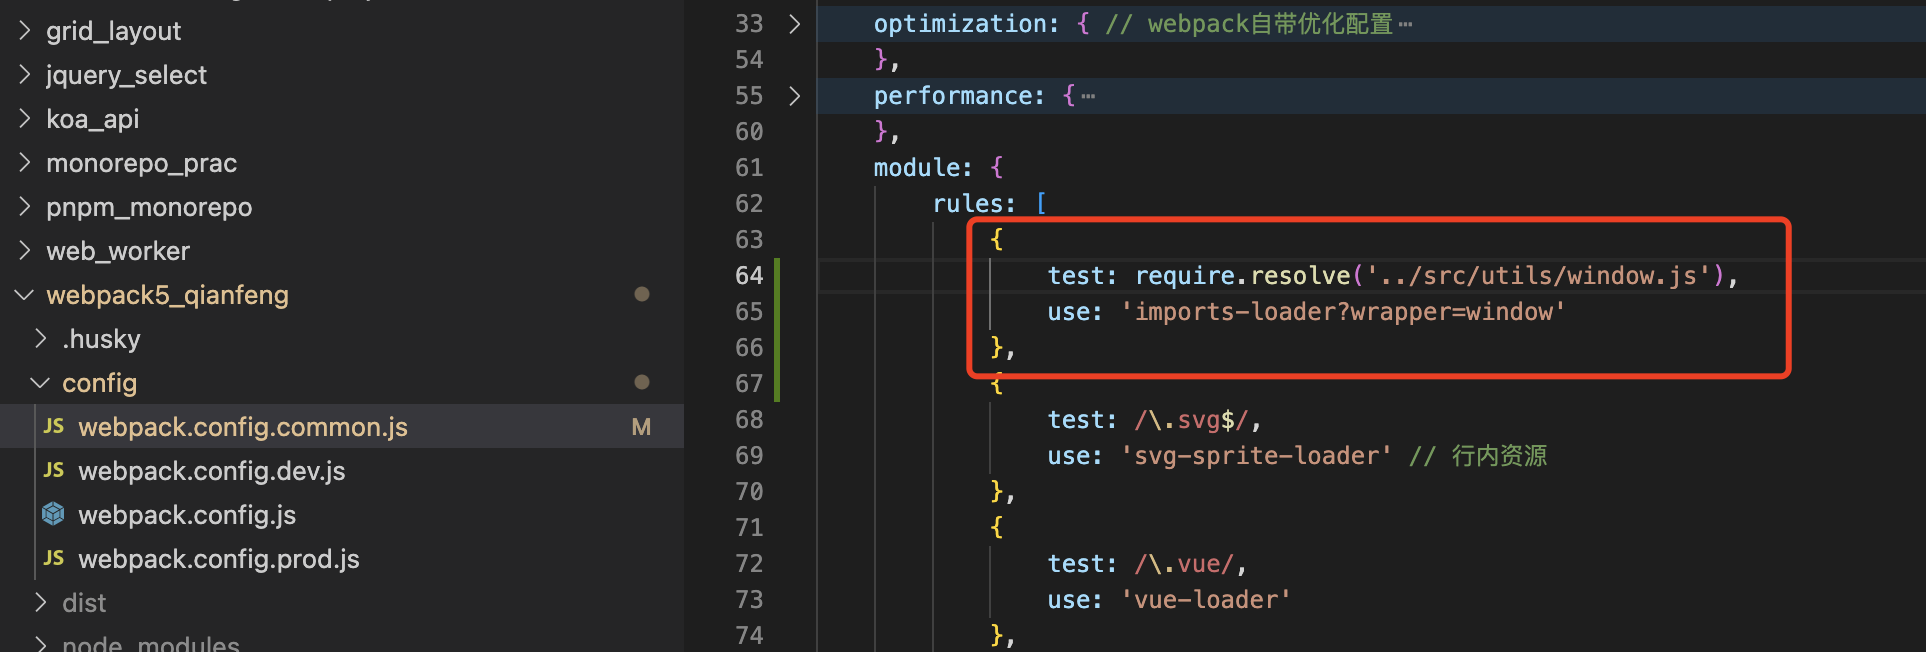 grid_layout
jquery_select
koa_api
monorepo_prac
pnpm_monorepo
web_worker
webpack5_qianfeng
.husky
config
JS webpack.config.common.js M
JS webpack.config.dev.js
webpack.config.js
JS webpack.config.prod.js
dist
node_modules
33 optimization: { // webpack自带优化配置…
54 },
55 performance: {…
60 },
61 module: {
62 rules: [
63 {
64 test: require.resolve('../src/utils/window.js'),
65 use: 'imports-loader?wrapper=window'
66 },
67 {
68 test: /\.svg$/,
69 use: 'svg-sprite-loader' // 行内资源
70 },
71 {
72 test: /\.vue/,
73 use: 'vue-loader'
74 },